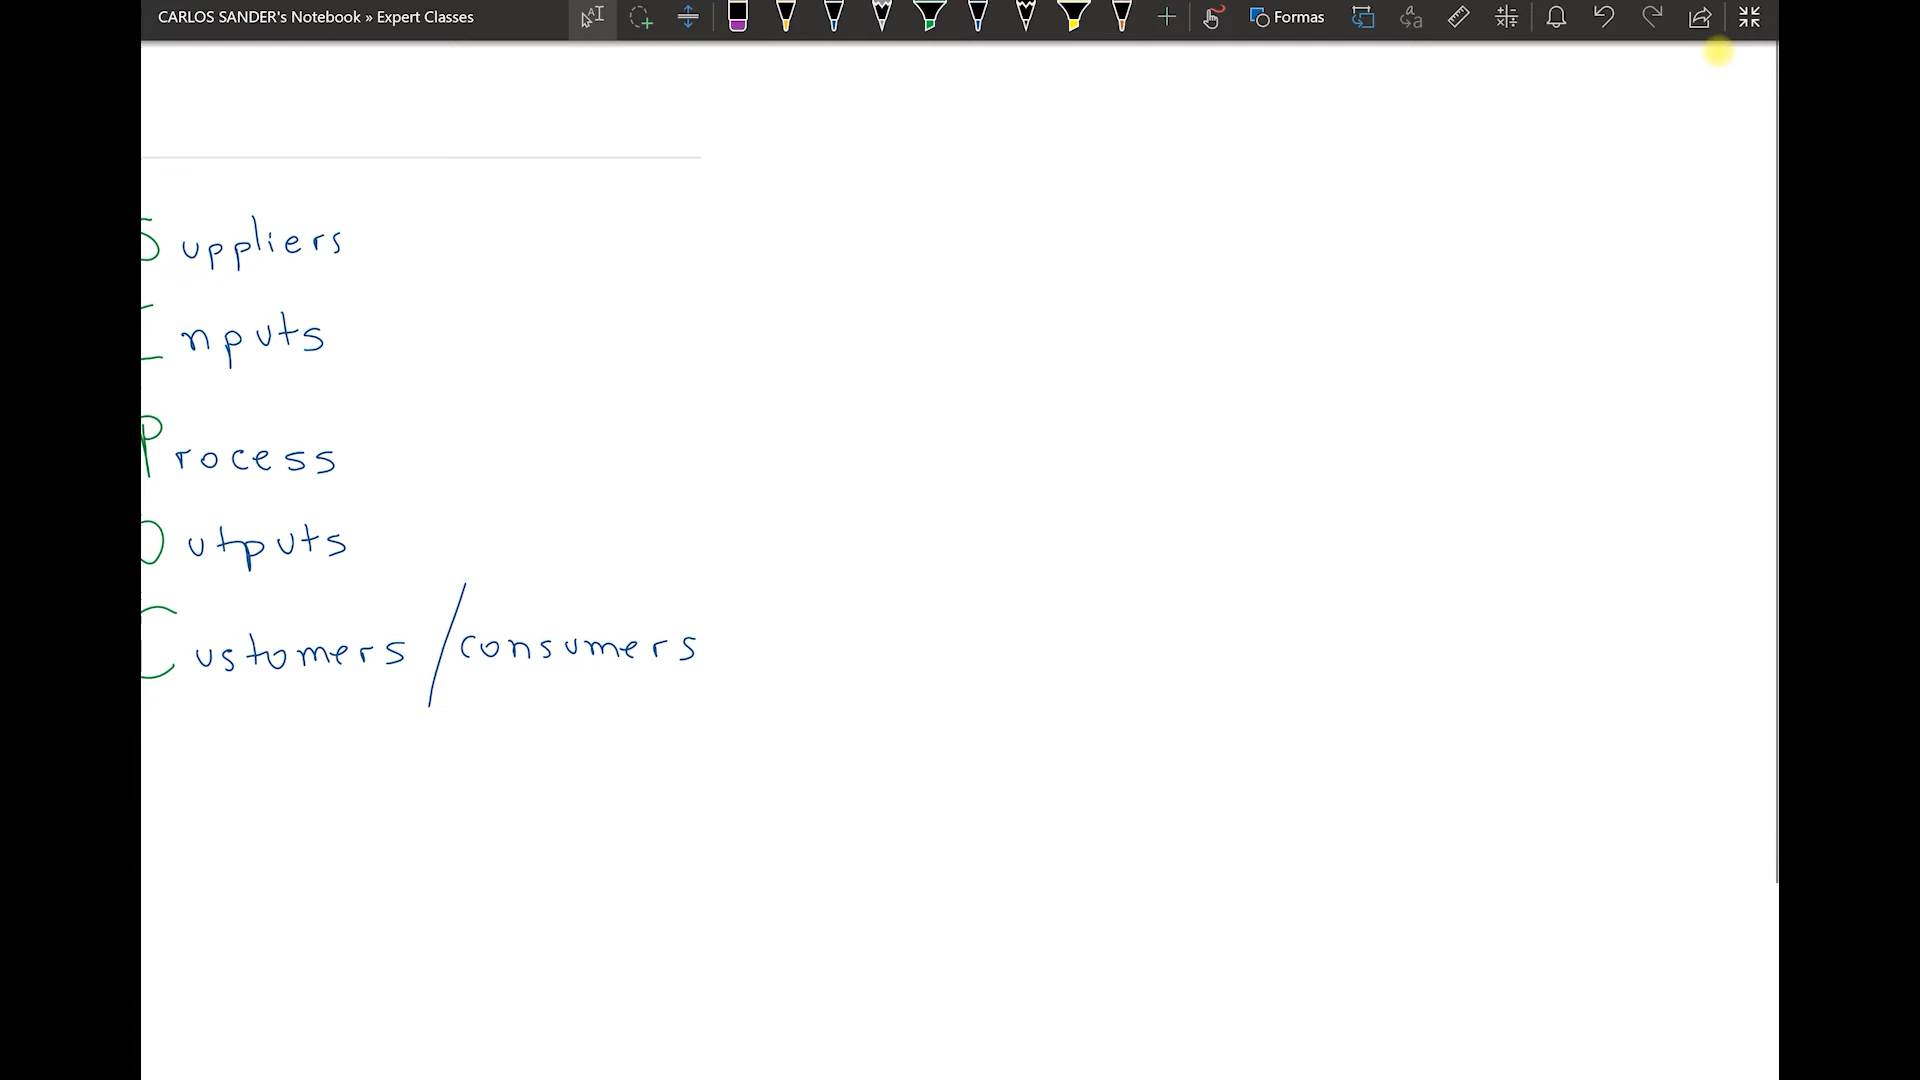 CARLOS SANDER's Notebook » Expert Classes
Formas
Suppliers
Inputs
Process
Outputs
Customers / consumers